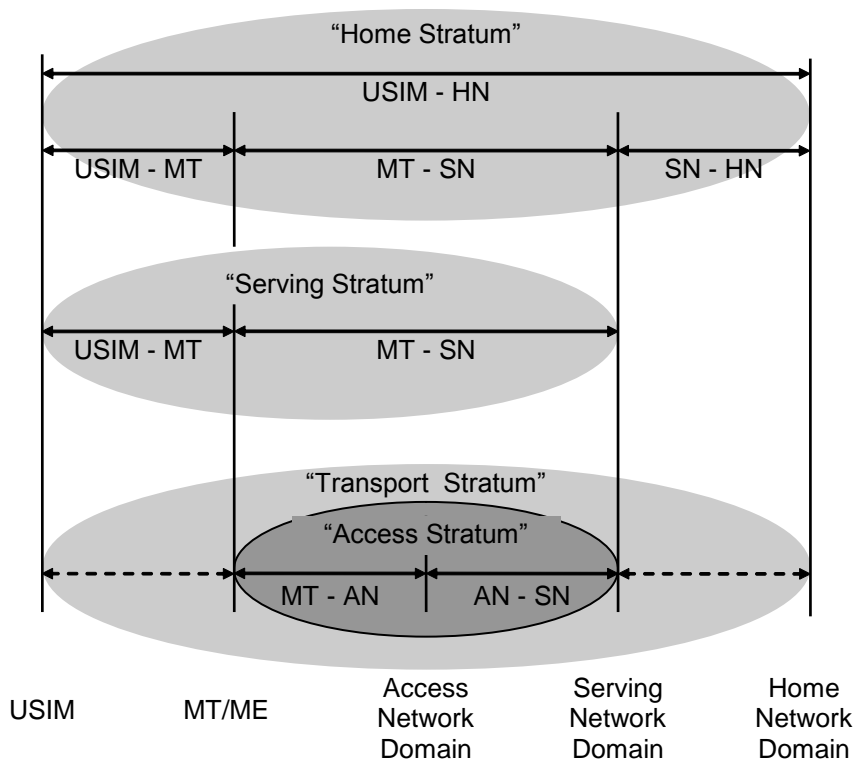 “Home Stratum”
USIM - HN
USIM - MT
MT - SN
SN - HN
“Serving Stratum”
USIM - MT
MT - SN
“Transport Stratum”
“Access Stratum”
MT - AN
AN - SN
USIM
MT/ME
Access
Network
Domain
Serving
Network
Domain
Home
Network
Domain